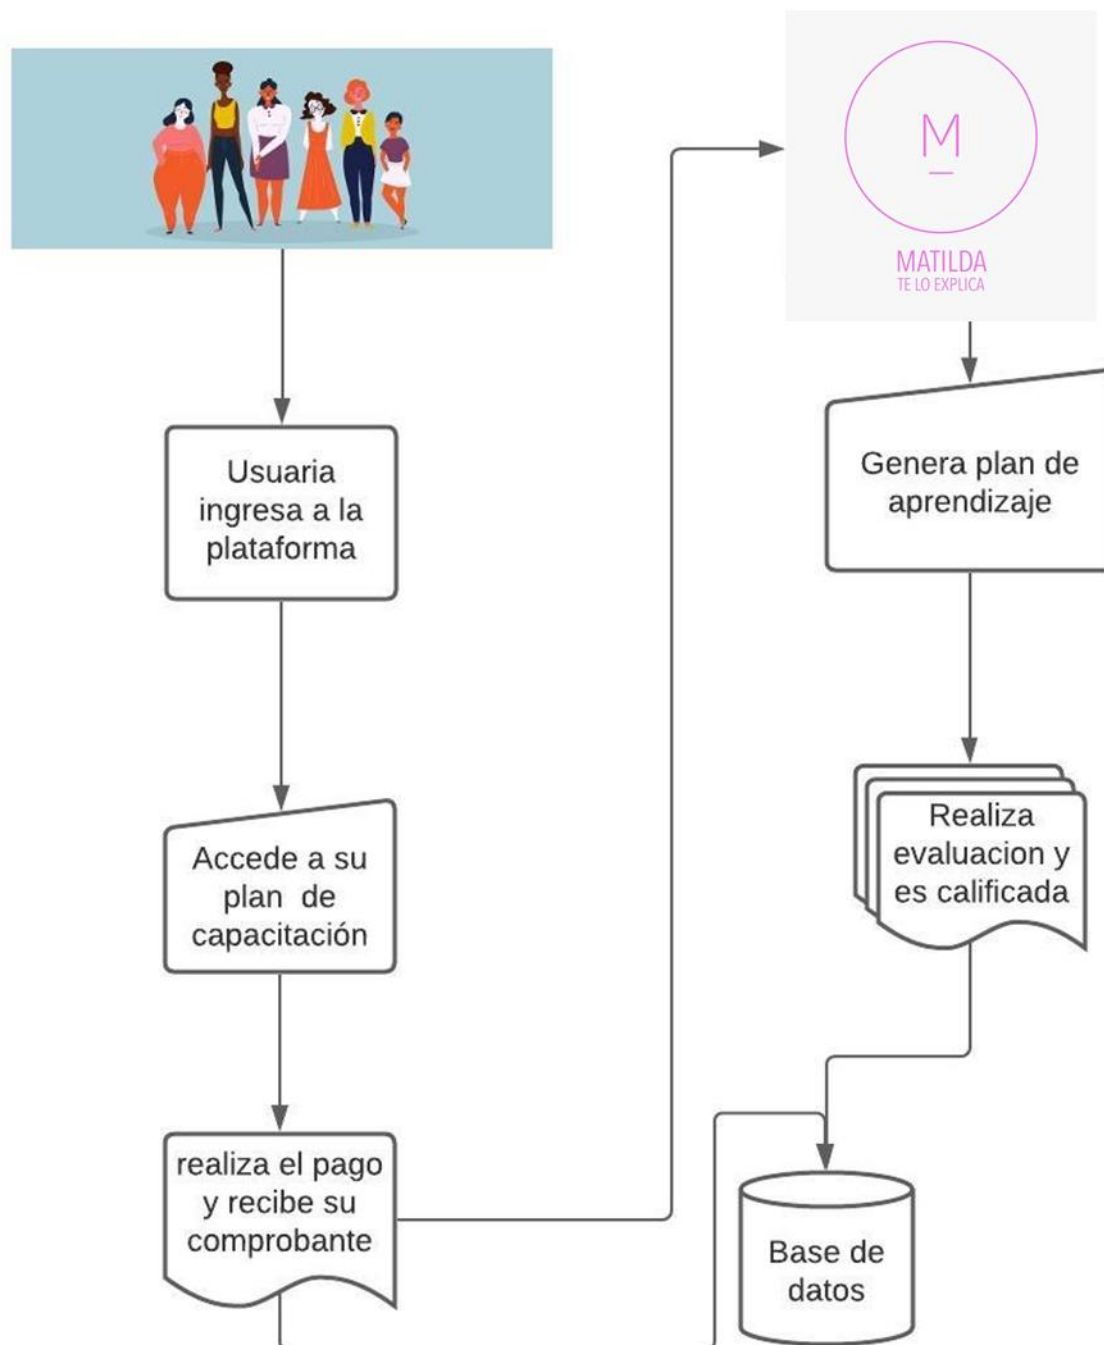 Usuaria
ingresa a la
plataforma
Accede a su
plan de
capacitación
realiza el pago
y recibe su
comprobante
M
MATILDA
TE LO EXPLICA
Genera plan de
aprendizaje
Realiza
evaluacion y
es calificada
Base de
datos